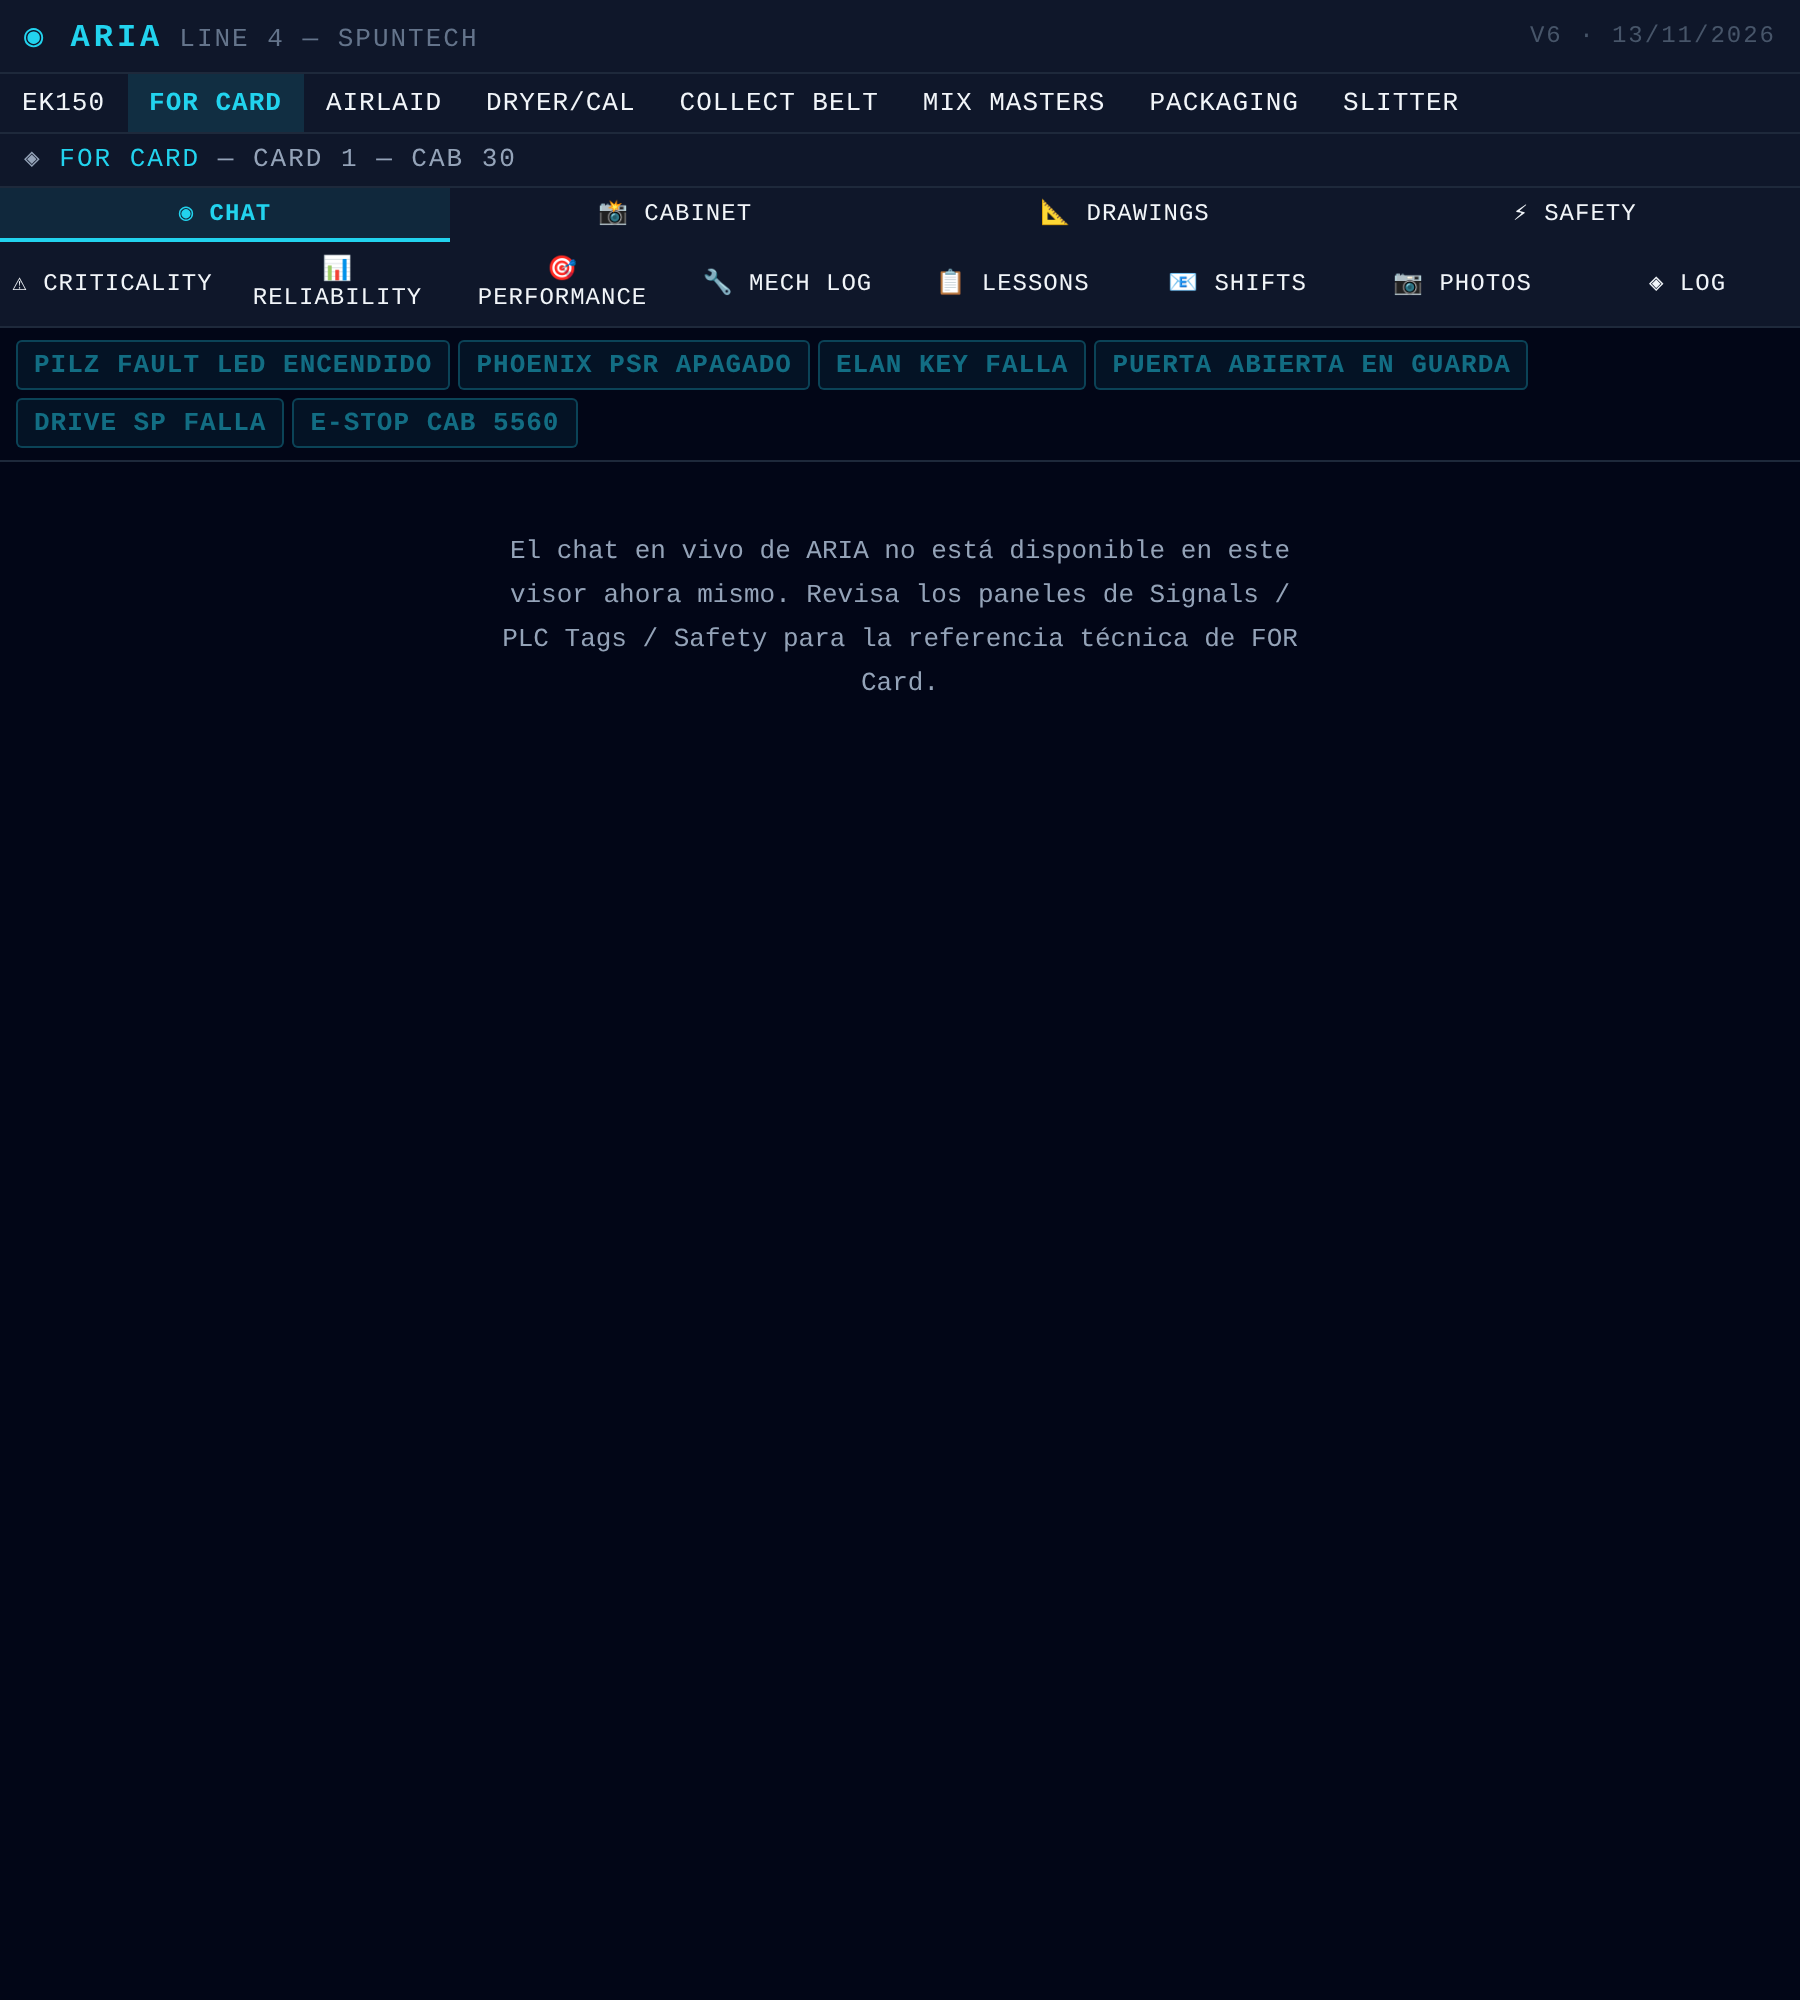 ◉ ARIA LINE 4 — SPUNTECH
V6 · 13/11/2026
EK150 FOR CARD AIRLAID DRYER/CAL COLLECT BELT MIX MASTERS PACKAGING SLITTER
◈ FOR CARD — CARD 1 — CAB 30
◉ CHAT 📸 CABINET 📐 DRAWINGS ⚡ SAFETY
⚠ CRITICALITY 📊 RELIABILITY 🎯 PERFORMANCE 🔧 MECH LOG 📋 LESSONS 📧 SHIFTS 📷 PHOTOS ◈ LOG
PILZ FAULT LED ENCENDIDO PHOENIX PSR APAGADO ELAN KEY FALLA PUERTA ABIERTA EN GUARDA
DRIVE SP FALLA E-STOP CAB 5560
El chat en vivo de ARIA no está disponible en este
visor ahora mismo. Revisa los paneles de Signals /
PLC Tags / Safety para la referencia técnica de FOR
Card.